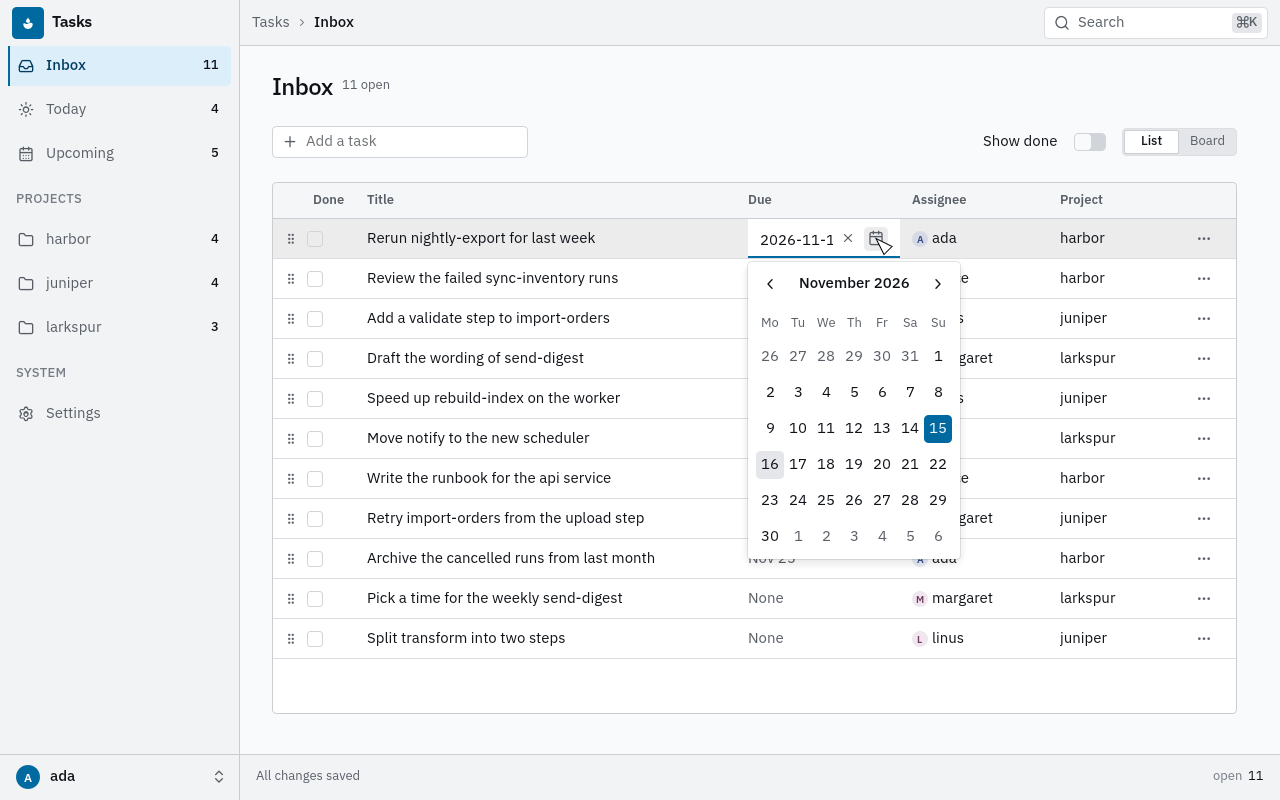 Tasks
Tasks › Inbox
Search ⌘K
Inbox 11
Today 4
Upcoming 5
PROJECTS
harbor 4
juniper 4
larkspur 3
SYSTEM
Settings
Inbox 11 open
Add a task
Show done
List Board
Done Title Due Assignee Project
Rerun nightly-export for last week 2026-11-1 A ada harbor
Review the failed sync-inventory runs harbor
Add a validate step to import-orders juniper
Draft the wording of send-digest larkspur
Speed up rebuild-index on the worker juniper
Move notify to the new scheduler larkspur
Write the runbook for the api service harbor
Retry import-orders from the upload step juniper
Archive the cancelled runs from last month ada harbor
Pick a time for the weekly send-digest None M margaret larkspur
Split transform into two steps None L linus juniper
November 2026
Mo Tu We Th Fr Sa Su
26 27 28 29 30 31 1
2 3 4 5 6 7 8
9 10 11 12 13 14 15
16 17 18 19 20 21 22
23 24 25 26 27 28 29
30 1 2 3 4 5 6
A ada
All changes saved
open 11